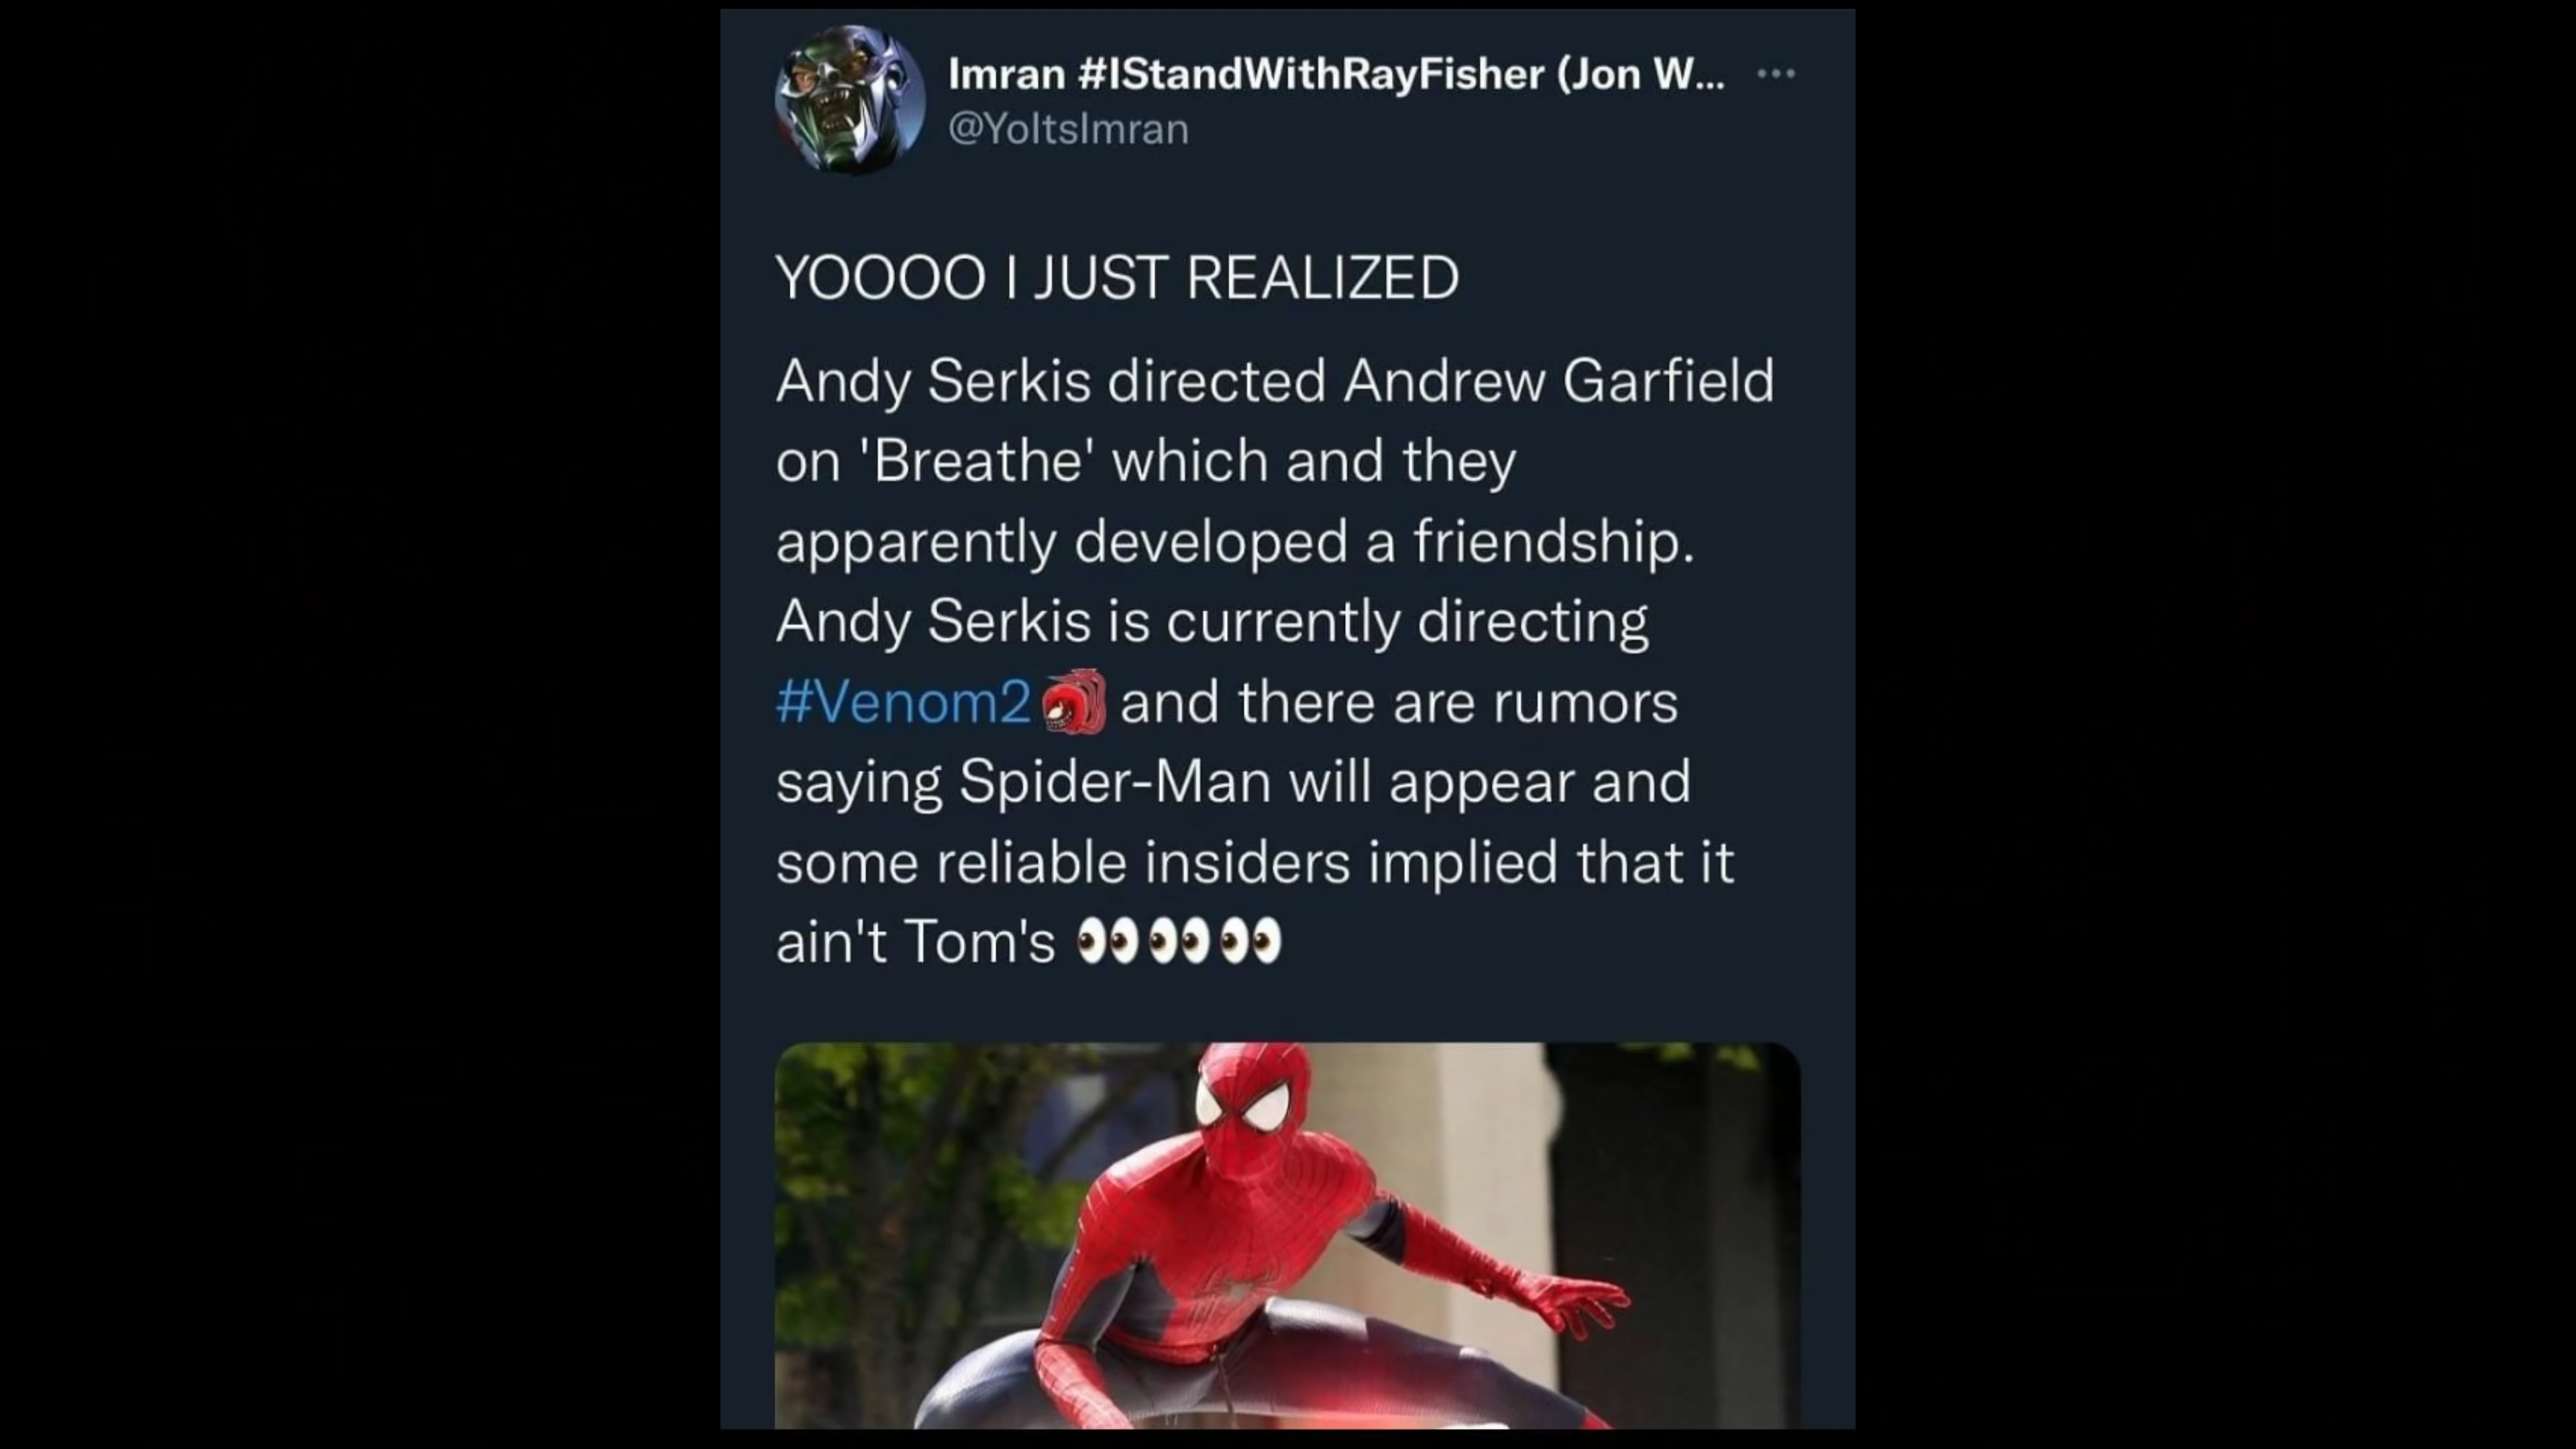 Imran #IStandWithRayFisher (Jon W...
@YoItsImran
YOOOO I JUST REALIZED
Andy Serkis directed Andrew Garfield
on 'Breathe' which and they
apparently developed a friendship.
Andy Serkis is currently directing
#Venom2 and there are rumors
saying Spider-Man will appear and
some reliable insiders implied that it
ain't Tom's 👀👀👀